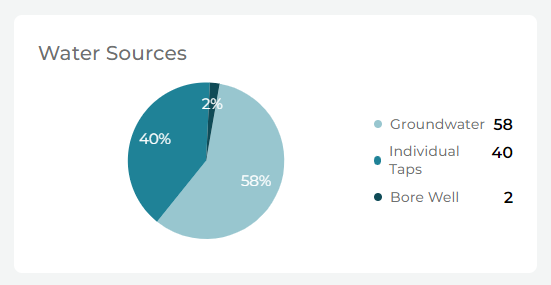 Water Sources
2%
40%
58%
Groundwater 58
Individual 40
Taps
Bore Well 2